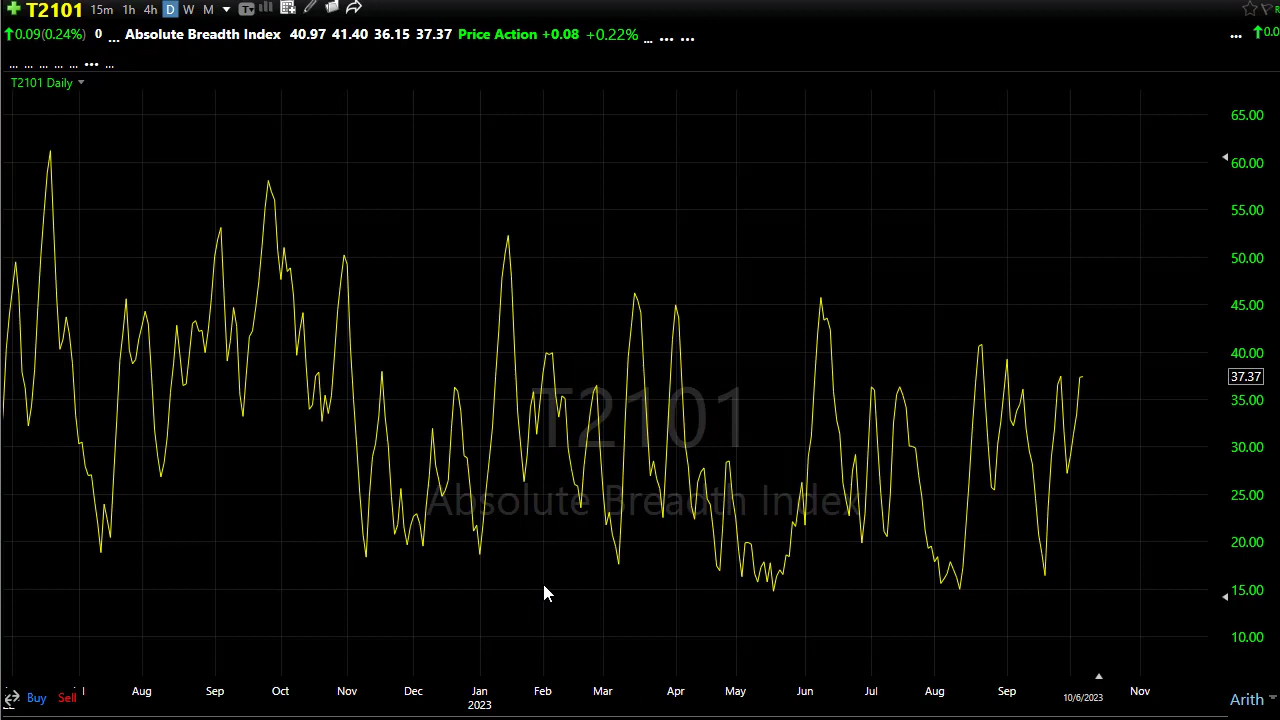 T2101 15m 1h 4h D W M T
0.09(0.24%) 0 ... Absolute Breadth Index 40.97 41.40 36.15 37.37 Price Action +0.08 +0.22% ... ... ... ... 0.0
... ... ... ... ... ... ...
T2101 Daily
65.00
60.00
55.00
50.00
45.00
40.00
37.37
35.00
30.00
25.00
20.00
15.00
10.00
T2101
Absolute Breadth Index
Buy Sell Aug Sep Oct Nov Dec Jan Feb Mar Apr May Jun Jul Aug Sep 10/6/2023 Nov Arith
2023